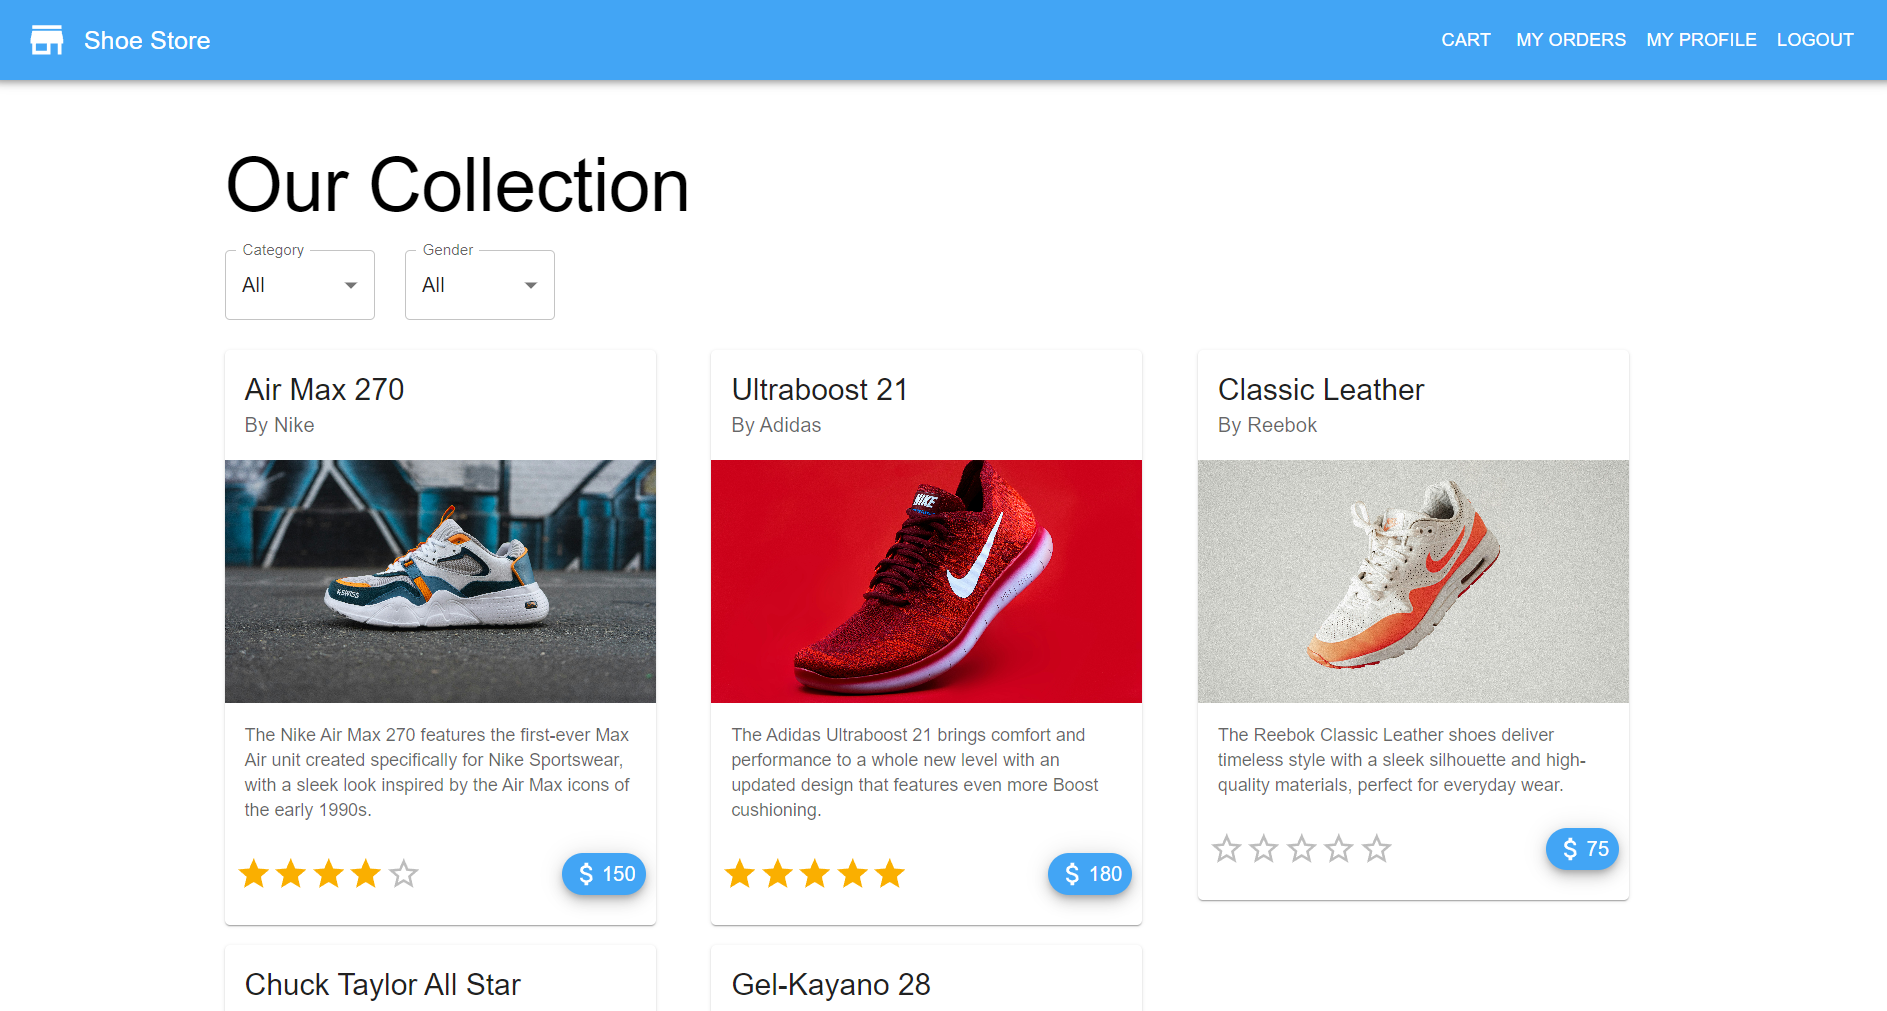 Shoe Store
CART
MY ORDERS
MY PROFILE
LOGOUT
Our Collection
Category
All
Gender
All
Air Max 270
By Nike
K·SWISS
The Nike Air Max 270 features the first-ever Max
Air unit created specifically for Nike Sportswear,
with a sleek look inspired by the Air Max icons of
the early 1990s.
$ 150
Ultraboost 21
By Adidas
NIKE
The Adidas Ultraboost 21 brings comfort and
performance to a whole new level with an
updated design that features even more Boost
cushioning.
$ 180
Classic Leather
By Reebok
The Reebok Classic Leather shoes deliver
timeless style with a sleek silhouette and high-
quality materials, perfect for everyday wear.
$ 75
Chuck Taylor All Star
Gel-Kayano 28